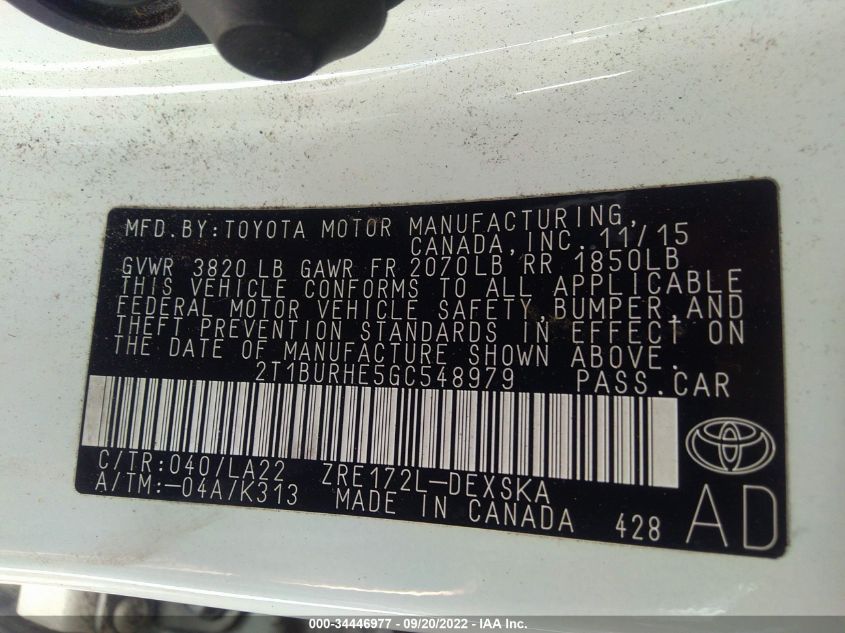 MFD.BY:TOYOTA MOTOR MANUFACTURING,
CANADA,INC. 11/15
GVWR 3820 LB GAWR FR 2070LB RR 1850LB
THIS VEHICLE CONFORMS TO ALL APPLICABLE
FEDERAL MOTOR VEHICLE SAFETY,BUMPER,AND
THEFT PREVENTION STANDARDS IN EFFECT ON
THE DATE OF MANUFACTURE SHOWN ABOVE.
2T1BURHE5GC548979 PASS.CAR
C/TR:040/LA22 ZRE172L-DEXSKA
A/TM:-04A/K313 MADE IN CANADA 428
AD
000-34446977 - 09/20/2022 - IAA Inc.